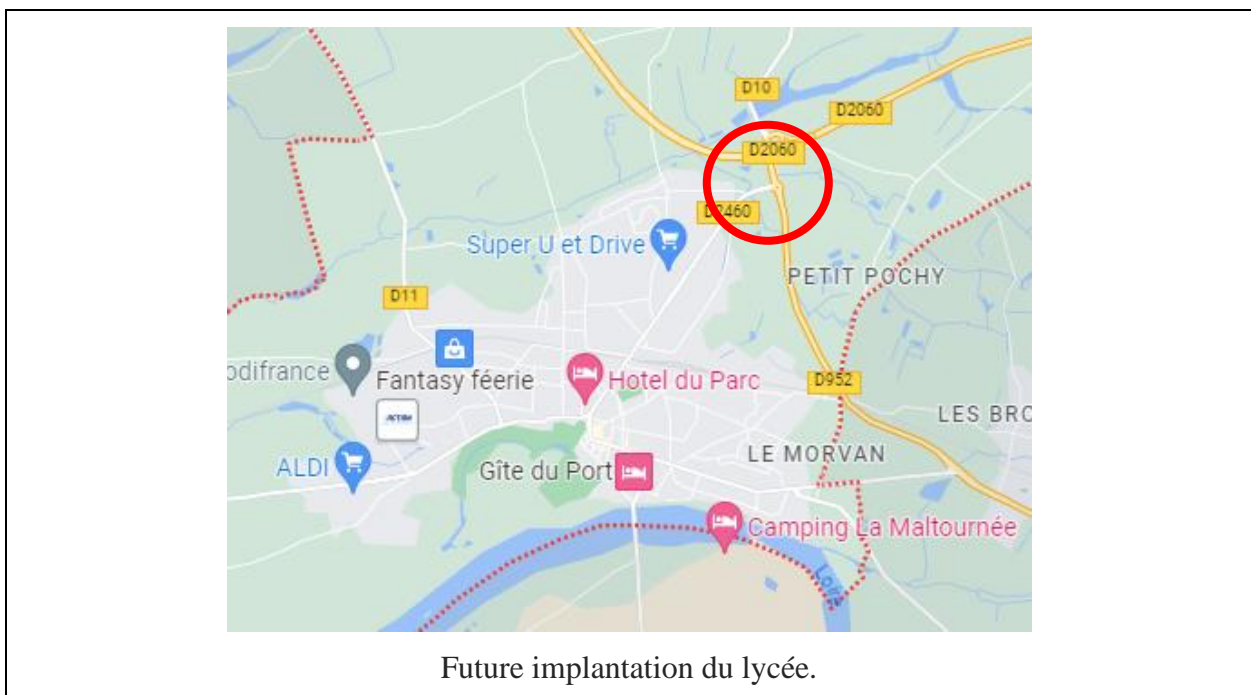 D10
D2060
D2060
D2460
Super U et Drive
PETIT POCHY
D11
odifrance
Fantasy féerie
Hotel du Parc
D952
ACTIM
LES BRO
ALDI
Gîte du Port
LE MORVAN
Camping La Maltournée
Loire
Future implantation du lycée.